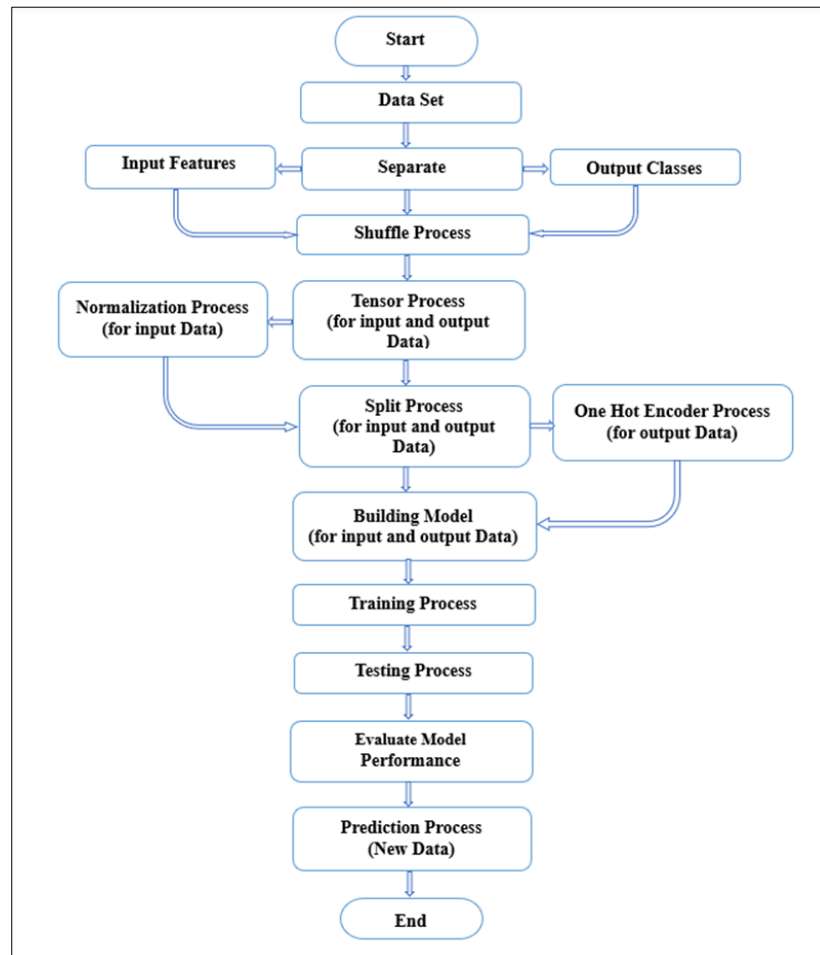 Start
Data Set
Input Features
Separate
Output Classes
Shuffle Process
Normalization Process
(for input Data)
Tensor Process
(for input and output
Data)
Split Process
(for input and output
Data)
One Hot Encoder Process
(for output Data)
Building Model
(for input and output Data)
Training Process
Testing Process
Evaluate Model
Performance
Prediction Process
(New Data)
End